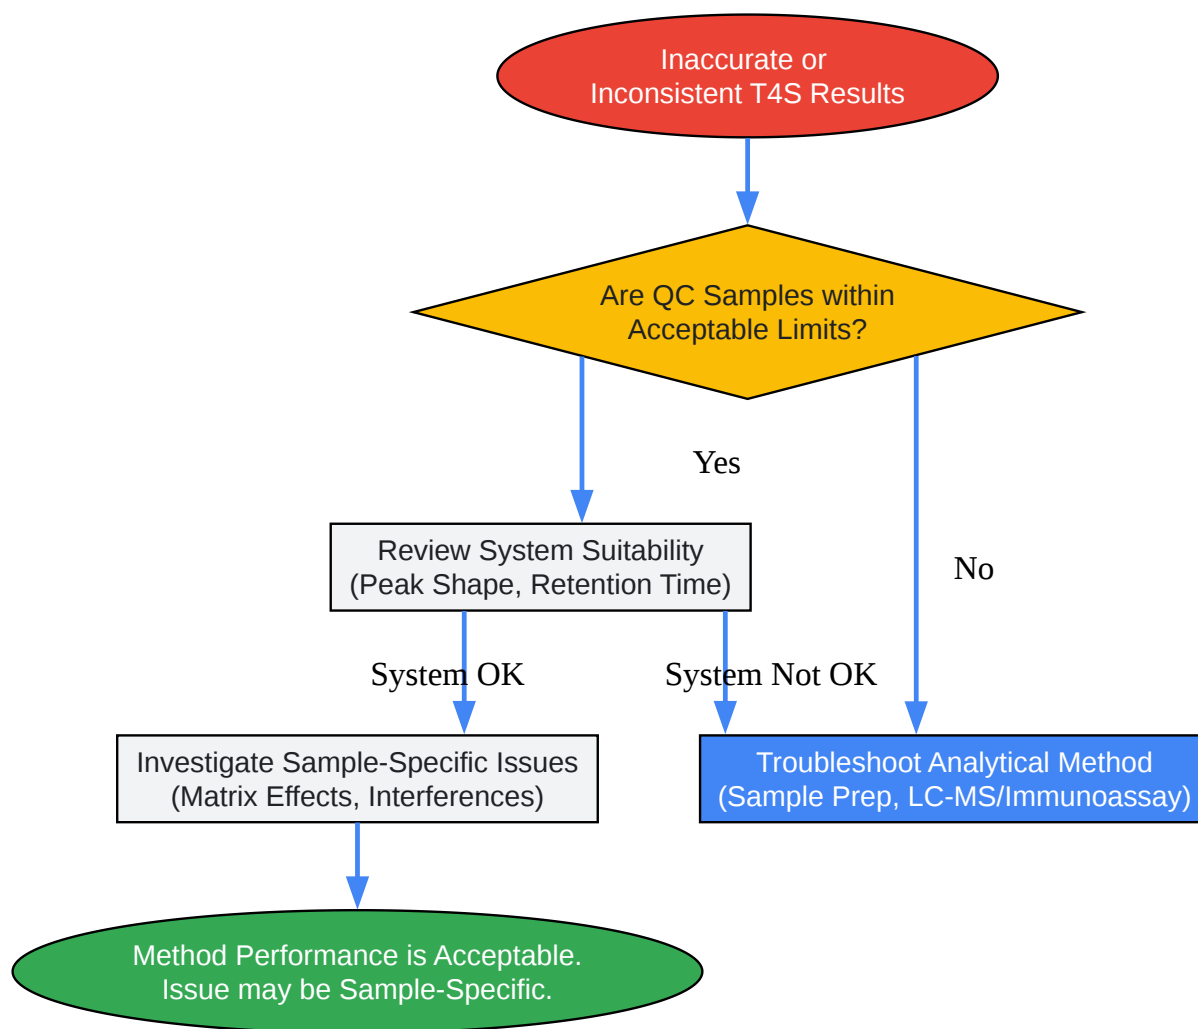 Inaccurate or
Inconsistent T4S Results
Are QC Samples within
Acceptable Limits?
Yes
Review System Suitability
(Peak Shape, Retention Time)
No
System OK
System Not OK
Investigate Sample-Specific Issues
(Matrix Effects, Interferences)
Troubleshoot Analytical Method
(Sample Prep, LC-MS/Immunoassay)
Method Performance is Acceptable.
Issue may be Sample-Specific.